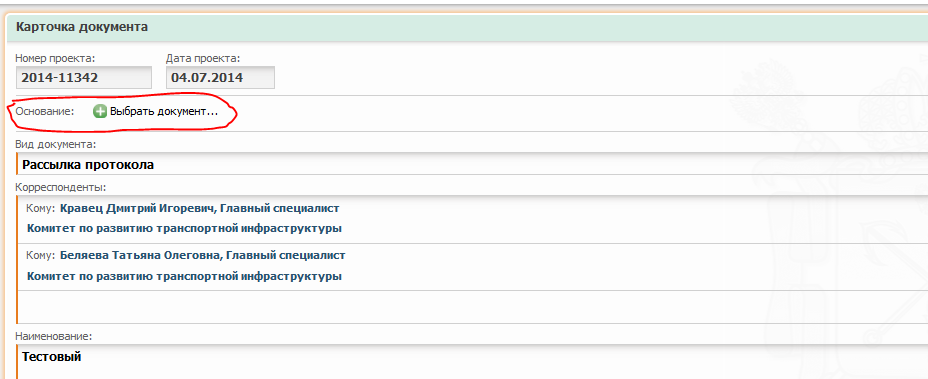 Карточка документа
Номер проекта: Дата проекта:
2014-11342 04.07.2014
Основание: Выбрать документ...
Вид документа:
Рассылка протокола
Корреспонденты:
Кому: Кравец Дмитрий Игоревич, Главный специалист
Комитет по развитию транспортной инфраструктуры
Кому: Беляева Татьяна Олеговна, Главный специалист
Комитет по развитию транспортной инфраструктуры
Наименование:
Тестовый